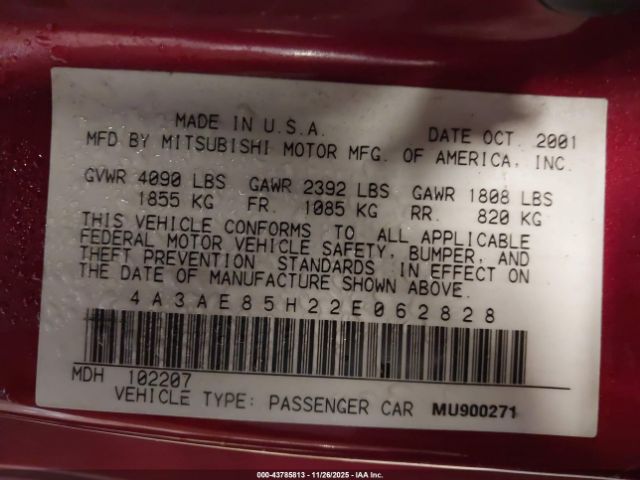 MADE IN U.S.A. DATE OCT. 2001
MFD BY MITSUBISHI MOTOR MFG. OF AMERICA, INC.
GVWR 4090 LBS GAWR 2392 LBS GAWR 1808 LBS
1855 KG FR. 1085 KG RR. 820 KG
THIS VEHICLE CONFORMS TO ALL APPLICABLE
FEDERAL MOTOR VEHICLE SAFETY, BUMPER, AND
THEFT PREVENTION STANDARDS IN EFFECT ON
THE DATE OF MANUFACTURE SHOWN ABOVE.
4A3AE85H22E062828
MDH 102207
VEHICLE TYPE: PASSENGER CAR MU900271
000-43785813 - 11/26/2025 - IAA Inc.